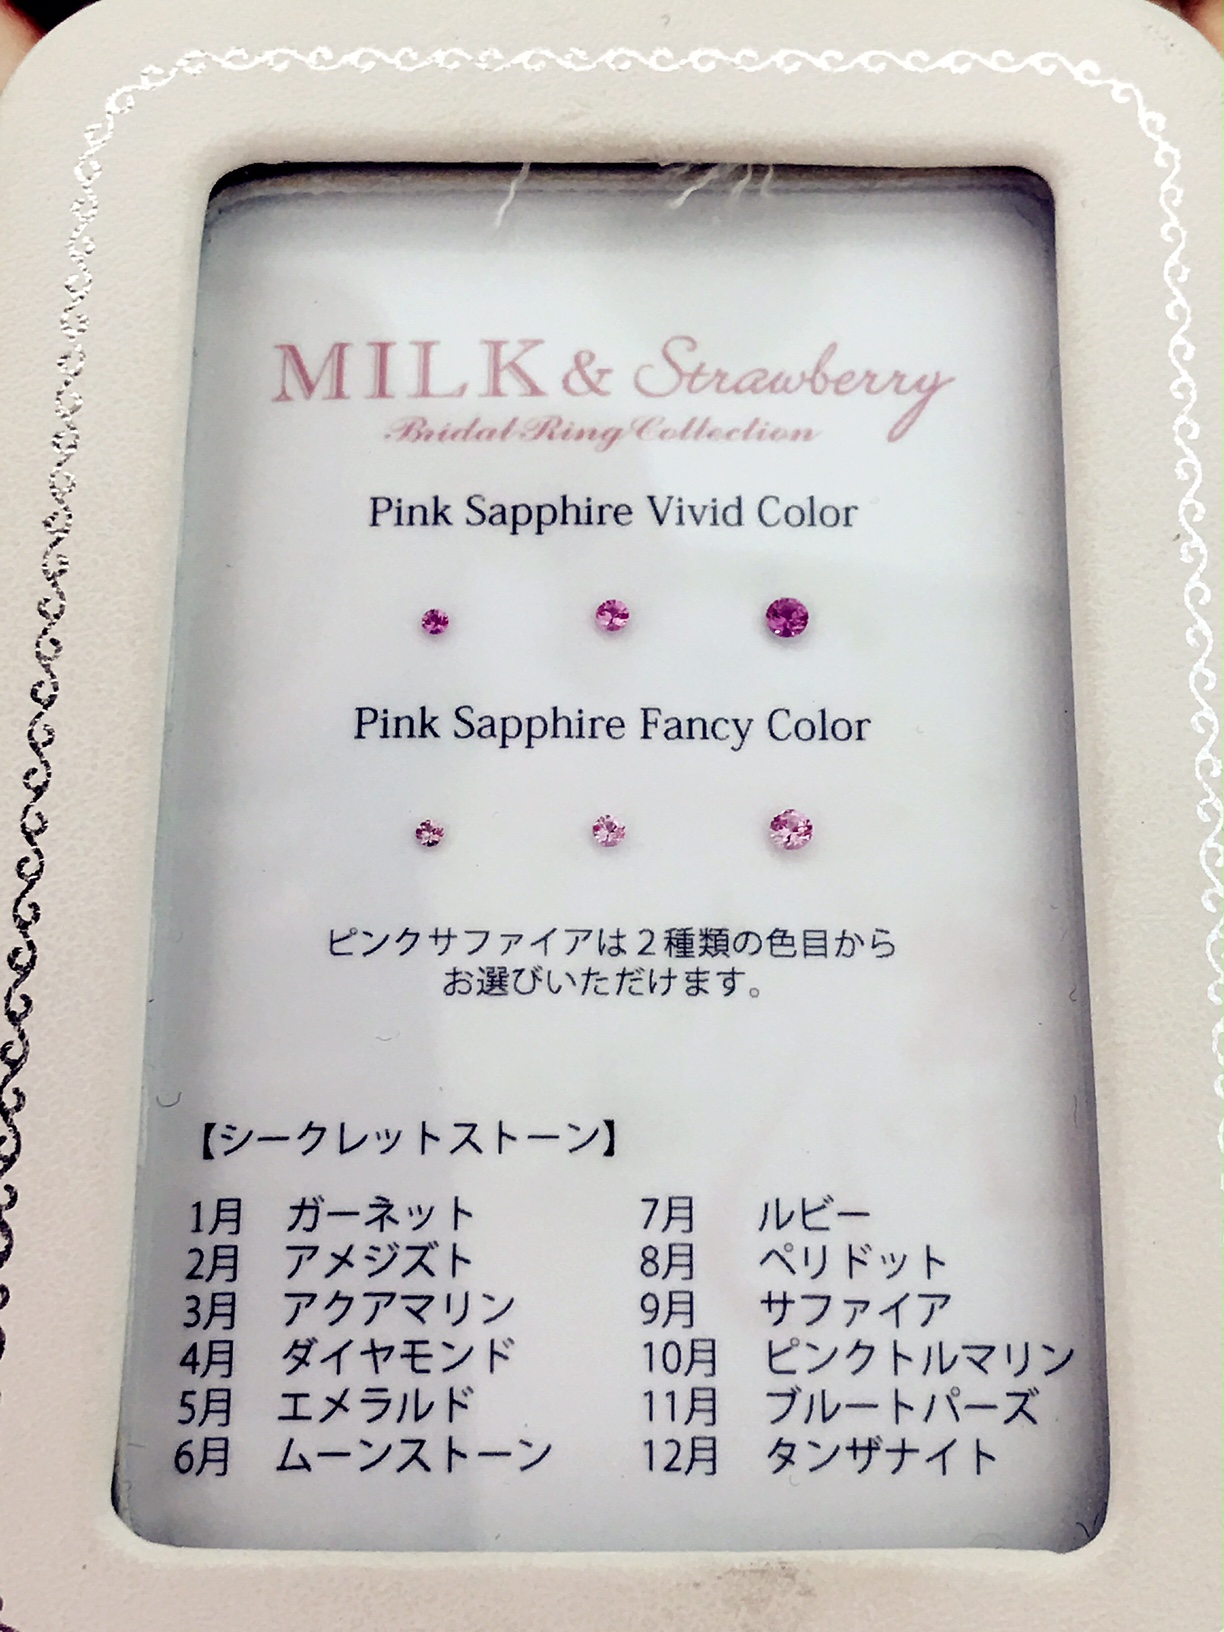 MILK & Strawberry
Bridal Ring Collection
Pink Sapphire Vivid Color
Pink Sapphire Fancy Color
ピンクサファイアは２種類の色目から
お選びいただけます。
【シークレットストーン】
1月 ガーネット
2月 アメジズト
3月 アクアマリン
4月 ダイヤモンド
5月 エメラルド
6月 ムーンストーン
7月 ルビー
8月 ペリドット
9月 サファイア
10月 ピンクトルマリン
11月 ブルートパーズ
12月 タンザナイト